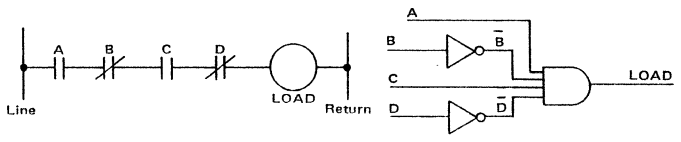 A B C D
LOAD
Line
Return
A
B B̅
C
D D̅
LOAD